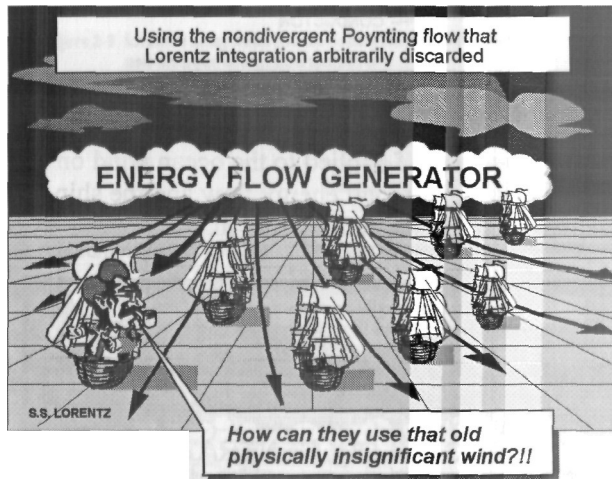 Using the nondivergent Poynting flow that
Lorentz integration arbitrarily discarded
ENERGY FLOW GENERATOR
S.S. LORENTZ
How can they use that old
physically insignificant wind?!!